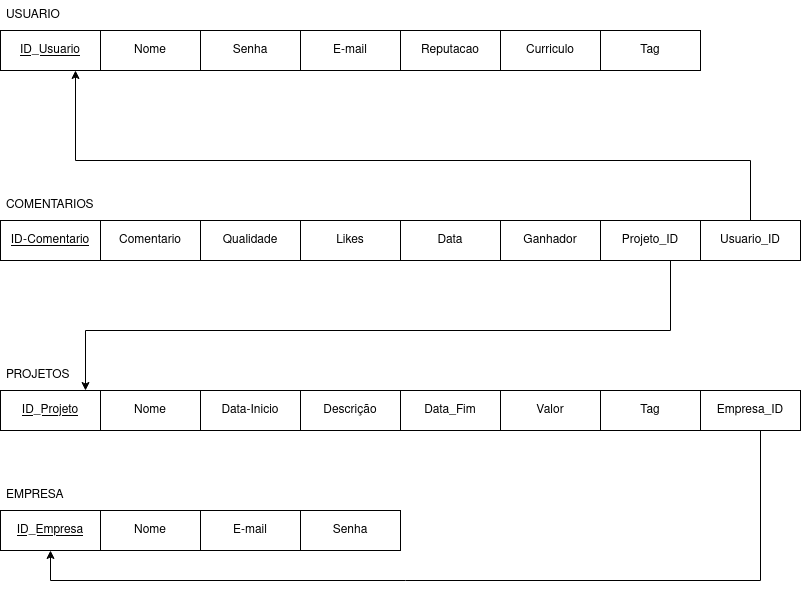 USUARIO
ID_Usuario Nome Senha E-mail Reputacao Curriculo Tag
COMENTARIOS
ID-Comentario Comentario Qualidade Likes Data Ganhador Projeto_ID Usuario_ID
PROJETOS
ID_Projeto Nome Data-Inicio Descrição Data_Fim Valor Tag Empresa_ID
EMPRESA
ID_Empresa Nome E-mail Senha